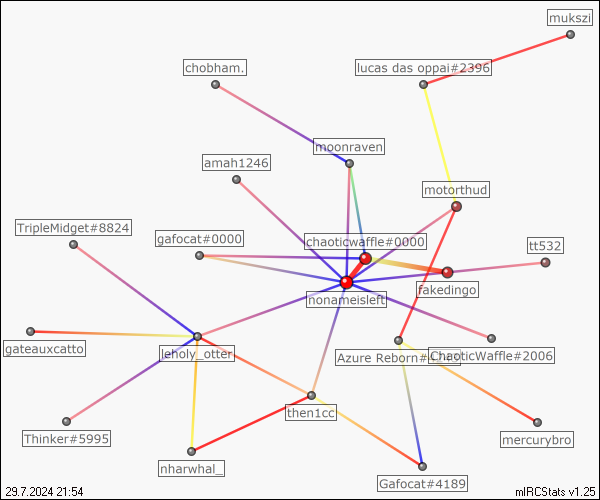 mukszi
chobham.
lucas das oppai#2396
moonraven
amah1246
motorthud
TripleMidget#8824
gafocat#0000
chaoticwaffle#0000
tt532
nonameisleft
fakedingo
gateauxcatto
leholy_otter
Azure Reborn#
ChaoticWaffle#2006
then1cc
Thinker#5995
mercurybro
nharwhal_
Gafocat#4189
29.7.2024 21:54
mIRCStats v1.25